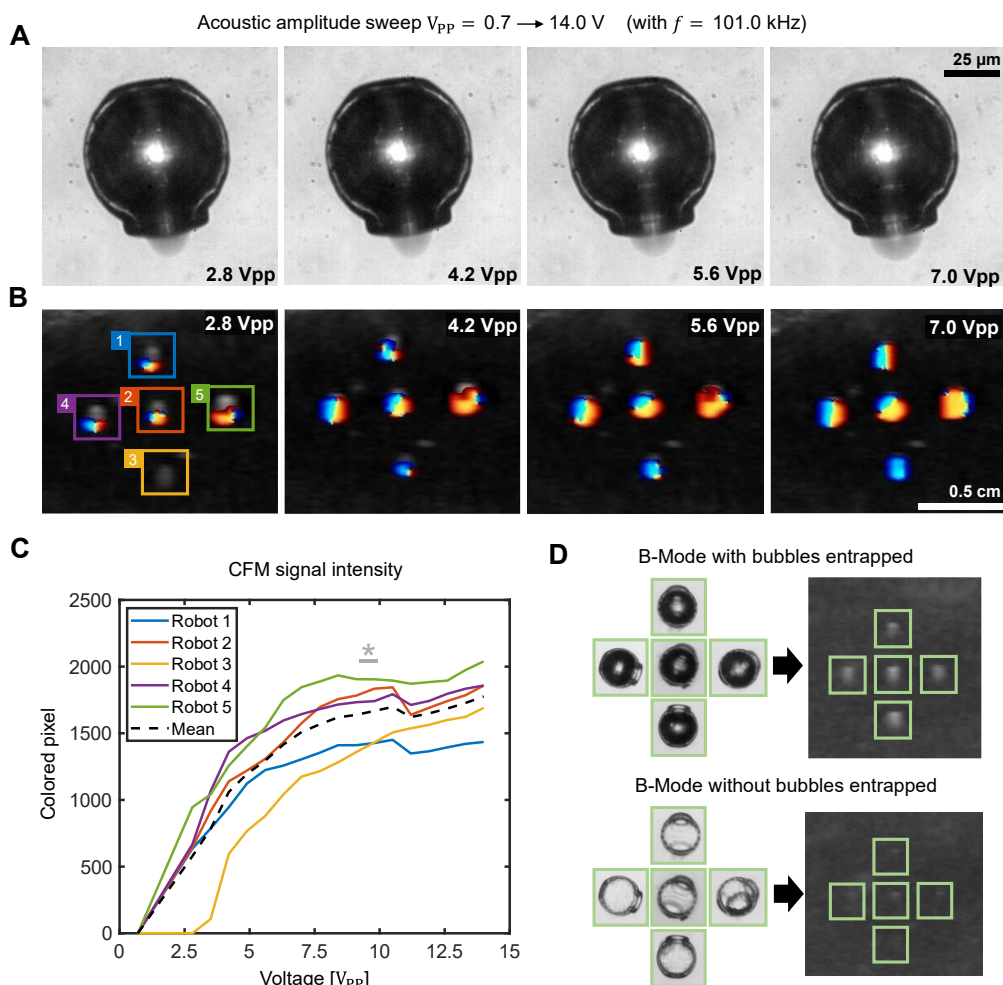 Acoustic amplitude sweep V_PP = 0.7 → 14.0 V (with f = 101.0 kHz)
A
25 µm
2.8 Vpp
4.2 Vpp
5.6 Vpp
7.0 Vpp
B
2.8 Vpp
4.2 Vpp
5.6 Vpp
7.0 Vpp
1
4
2
5
3
0.5 cm
C
CFM signal intensity
2500
2000
1500
1000
500
0
Colored pixel
Robot 1
Robot 2
Robot 3
Robot 4
Robot 5
Mean
*
0
2.5
5
7.5
10
12.5
15
Voltage [V_PP]
D
B-Mode with bubbles entrapped
B-Mode without bubbles entrapped